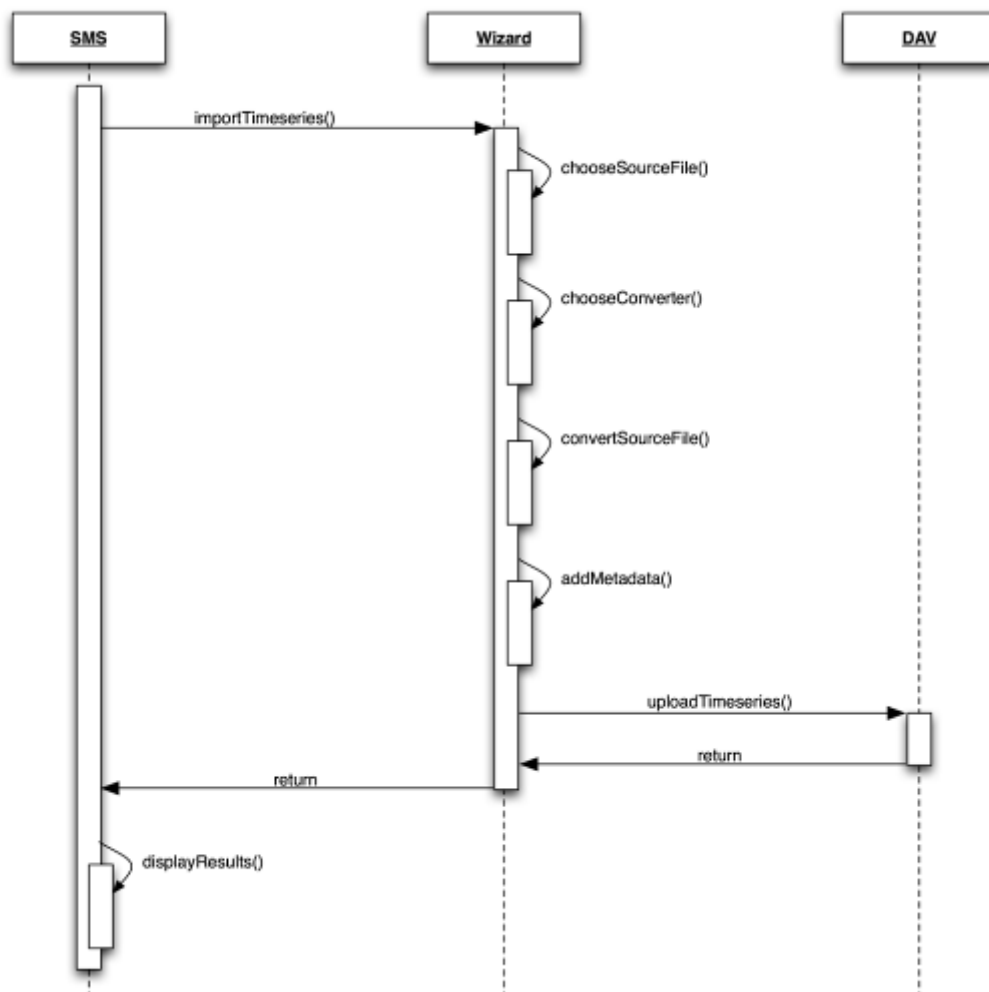 SMS
Wizard
DAV
importTimeseries()
chooseSourceFile()
chooseConverter()
convertSourceFile()
addMetadata()
uploadTimeseries()
return
return
displayResults()